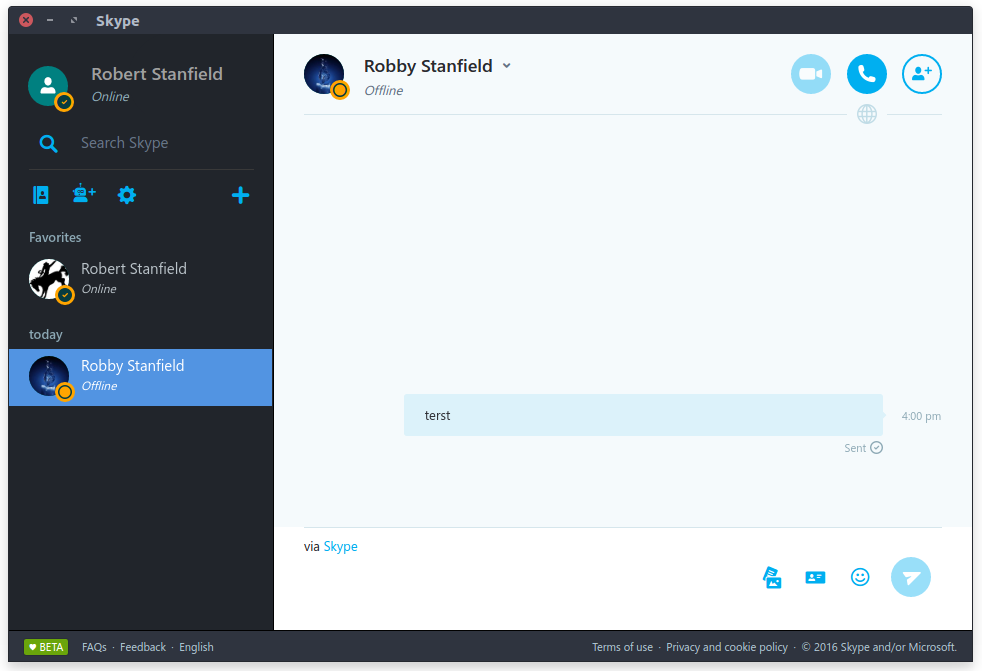 Skype
Robert Stanfield
Online
Search Skype
Favorites
Robert Stanfield
Online
today
Robby Stanfield
Offline
Robby Stanfield
Offline
terst
4:00 pm
Sent
via Skype
BETA FAQs · Feedback · English
Terms of use · Privacy and cookie policy · © 2016 Skype and/or Microsoft.